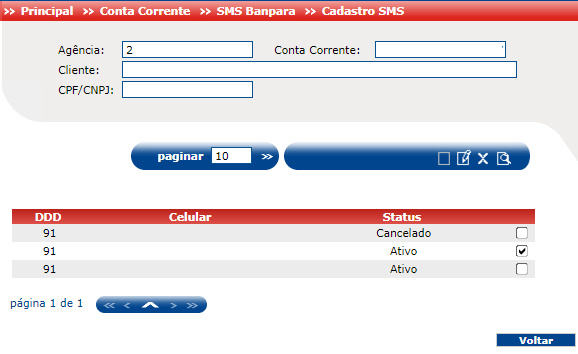 >> Principal >> Conta Corrente >> SMS Banpara >> Cadastro SMS
Agência: 2 Conta Corrente:
Cliente:
CPF/CNPJ:
paginar 10 >>
DDD Celular Status
91 Cancelado
91 Ativo
91 Ativo
página 1 de 1 << < > >>
Voltar